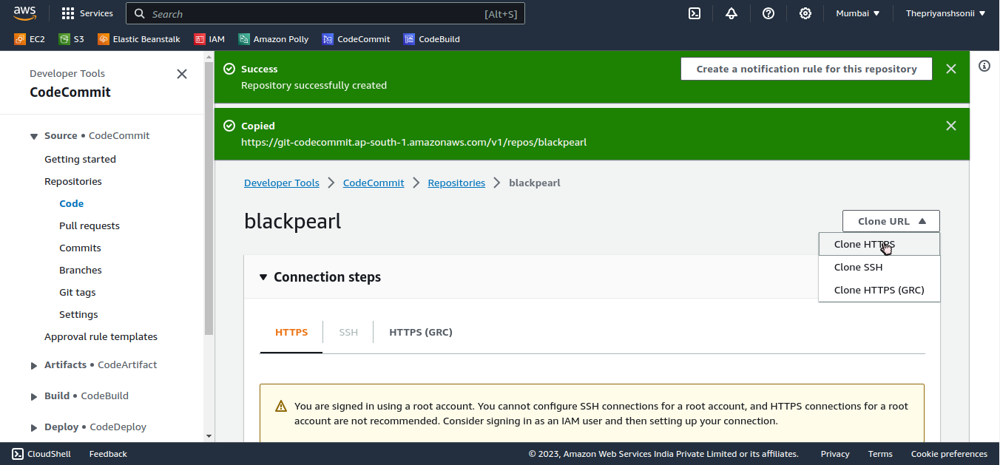 aws
Services
Search
[Alt+S]
Mumbai
Thepriyanshsonii
EC2
S3
Elastic Beanstalk
IAM
Amazon Polly
CodeCommit
CodeBuild
Developer Tools
CodeCommit
Source • CodeCommit
Getting started
Repositories
Code
Pull requests
Commits
Branches
Git tags
Settings
Approval rule templates
Artifacts • CodeArtifact
Build • CodeBuild
Deploy • CodeDeploy
Success
Repository successfully created
Create a notification rule for this repository
Copied
https://git-codecommit.ap-south-1.amazonaws.com/v1/repos/blackpearl
Developer Tools
CodeCommit
Repositories
blackpearl
blackpearl
Clone URL
Clone HTTPS
Clone SSH
Clone HTTPS (GRC)
Connection steps
HTTPS
SSH
HTTPS (GRC)
You are signed in using a root account. You cannot configure SSH connections for a root account, and HTTPS connections for a root
account are not recommended. Consider signing in as an IAM user and then setting up your connection.
CloudShell
Feedback
© 2023, Amazon Web Services India Private Limited or its affiliates.
Privacy
Terms
Cookie preferences